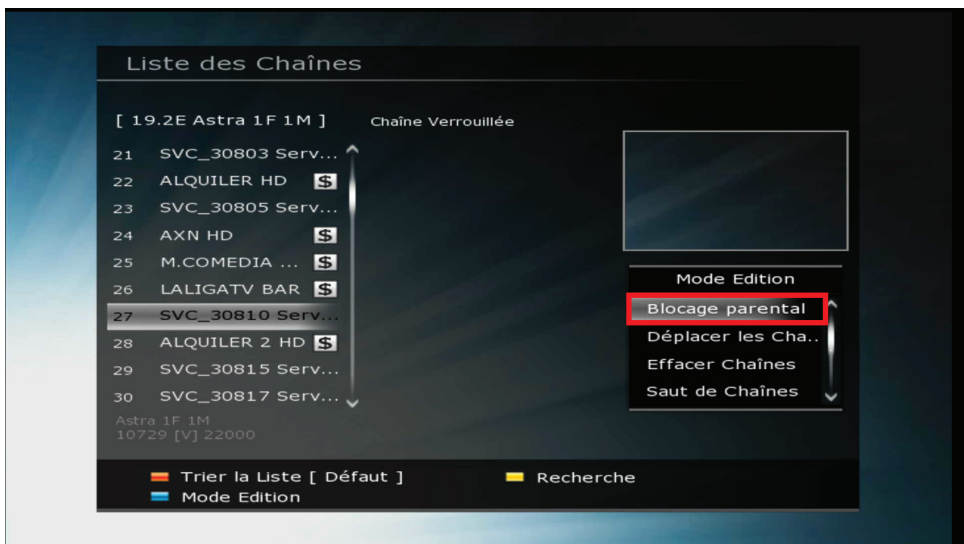 Liste des Chaînes
[ 19.2E Astra 1F 1M ]
Chaîne Verrouillée
21 SVC_30803 Serv...
22 ALQUILER HD $
23 SVC_30805 Serv...
24 AXN HD $
25 M.COMEDIA ... $
26 LALIGATV BAR $
27 SVC_30810 Serv...
28 ALQUILER 2 HD $
29 SVC_30815 Serv...
30 SVC_30817 Serv...
Astra 1F 1M
10729 [V] 22000
Mode Edition
Blocage parental
Déplacer les Cha..
Effacer Chaînes
Saut de Chaînes
Trier la Liste [ Défaut ]
Recherche
Mode Edition